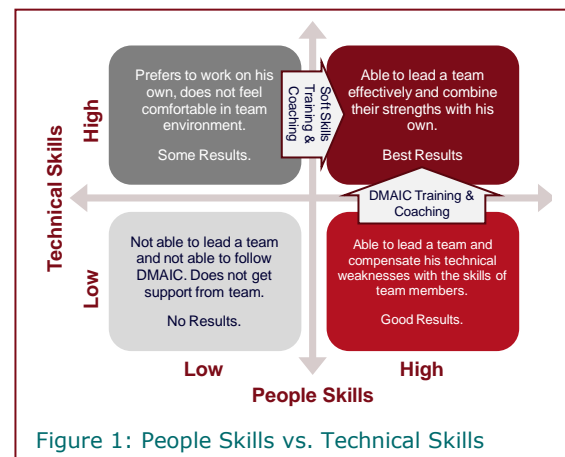 Technical Skills
High
Low
Prefers to work on his
own, does not feel
comfortable in team
environment.
Some Results.
Soft Skills
Training &
Coaching
Able to lead a team
effectively and combine
their strengths with his
own.
Best Results
DMAIC Training &
Coaching
Not able to lead a team
and not able to follow
DMAIC. Does not get
support from team.
No Results.
Able to lead a team and
compensate his technical
weaknesses with the skills of
team members.
Good Results.
Low
High
People Skills
Figure 1: People Skills vs. Technical Skills